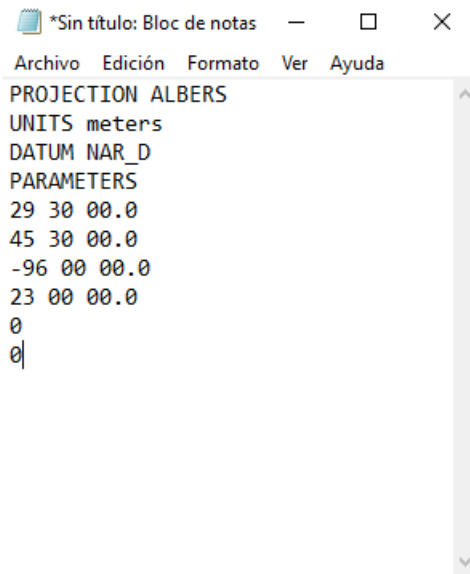 *Sin título: Bloc de notas
Archivo Edición Formato Ver Ayuda
PROJECTION ALBERS
UNITS meters
DATUM NAR_D
PARAMETERS
29 30 00.0
45 30 00.0
-96 00 00.0
23 00 00.0
0
0